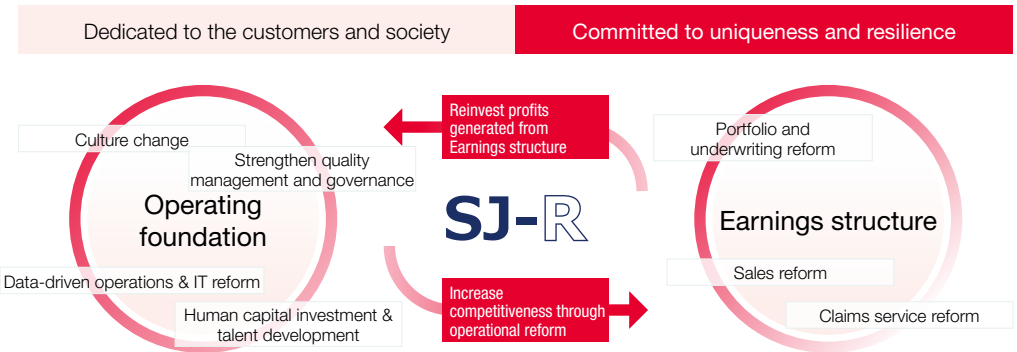 Dedicated to the customers and society
Committed to uniqueness and resilience
Culture change
Strengthen quality
management and governance
Operating
foundation
Data-driven operations & IT reform
Human capital investment &
talent development
Reinvest profits
generated from
Earnings structure
SJ-R
Increase
competitiveness through
operational reform
Portfolio and
underwriting reform
Earnings structure
Sales reform
Claims service reform